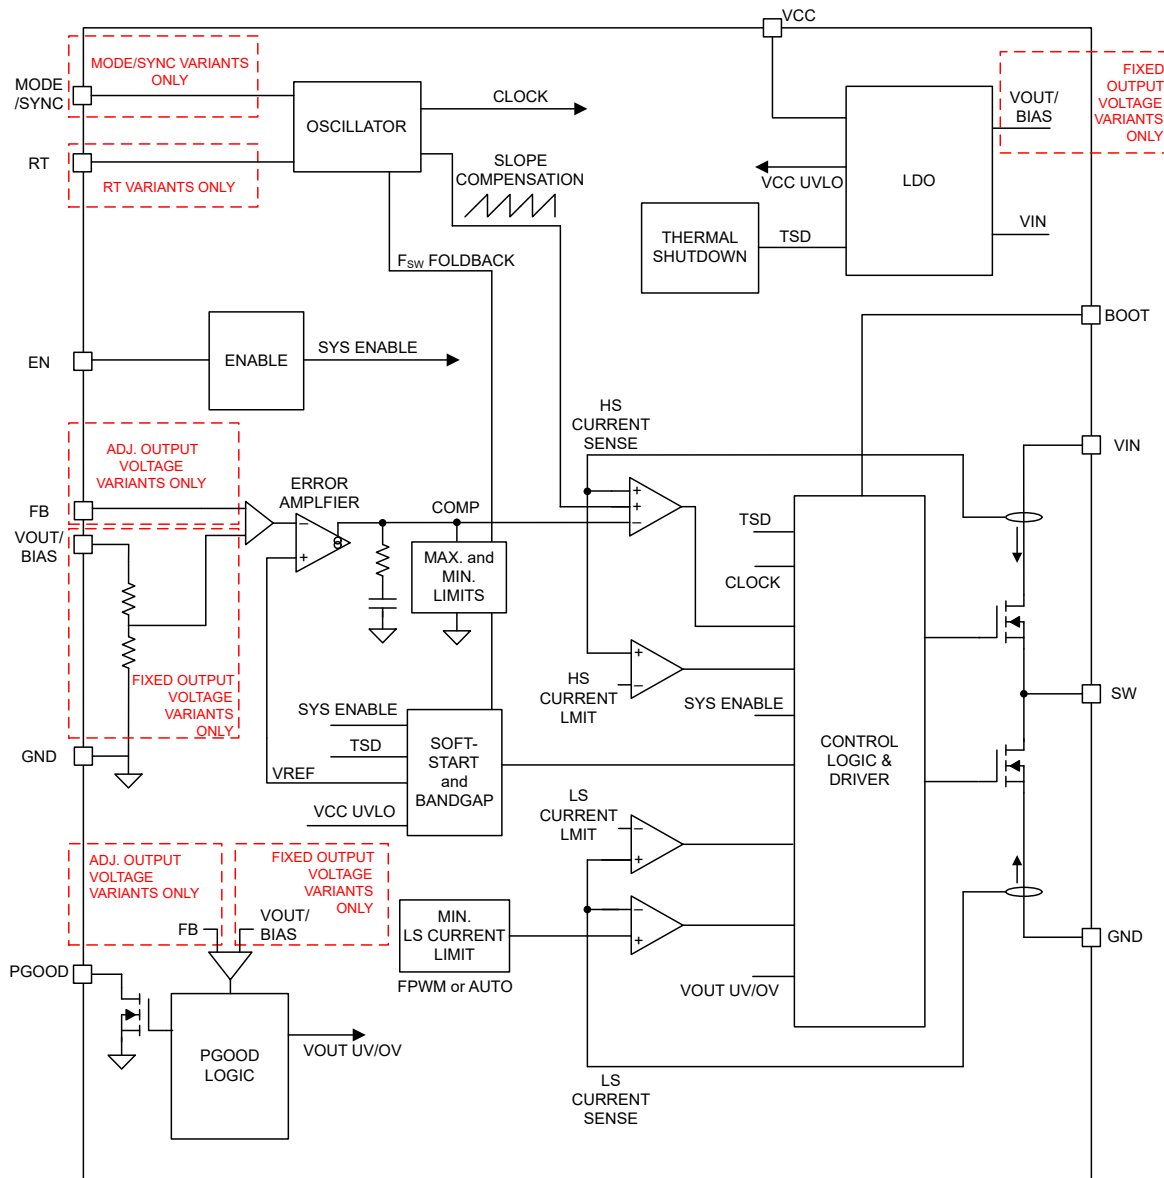 VCC
MODE/SYNC VARIANTS
ONLY
MODE
/SYNC
OSCILLATOR
CLOCK
RT
RT VARIANTS ONLY
SLOPE
COMPENSATION
FSW FOLDBACK
LDO
VOUT/
BIAS
FIXED
OUTPUT
VOLTAGE
VARIANTS
ONLY
VCC UVLO
THERMAL
SHUTDOWN
TSD
VIN
BOOT
EN
ENABLE
SYS ENABLE
HS
CURRENT
SENSE
VIN
ADJ. OUTPUT
VOLTAGE
VARIANTS ONLY
FB
VOUT/
BIAS
ERROR
AMPLFIER
−
+
COMP
+
+
−
MAX. and
MIN.
LIMITS
TSD
CLOCK
FIXED OUTPUT
VOLTAGE
VARIANTS
ONLY
+
−
HS
CURRENT
LMIT
SYS ENABLE
SW
GND
SYS ENABLE
TSD
VREF
VCC UVLO
SOFT-
START
and
BANDGAP
CONTROL
LOGIC &
DRIVER
LS
CURRENT
LMIT
−
+
ADJ. OUTPUT
VOLTAGE
VARIANTS ONLY
FIXED OUTPUT
VOLTAGE
VARIANTS
ONLY
FB
VOUT/
BIAS
MIN.
LS CURRENT
LIMIT
FPWM or AUTO
−
+
GND
VOUT UV/OV
PGOOD
PGOOD
LOGIC
VOUT UV/OV
LS
CURRENT
SENSE